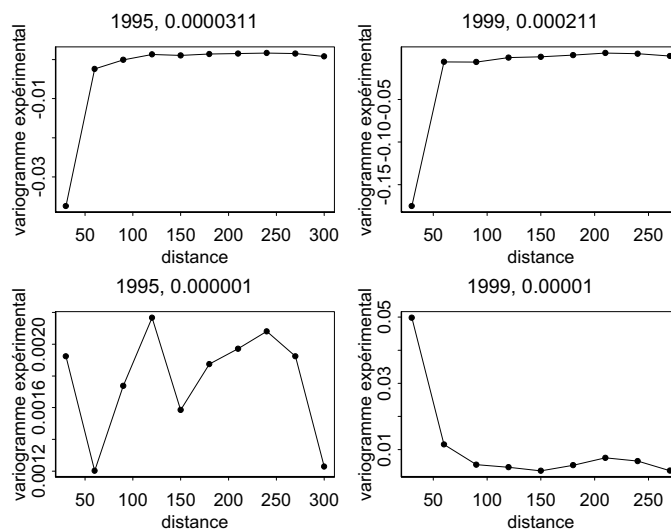 1995, 0.0000311
variogramme expérimental
-0.01
-0.03
50 100 150 200 250 300
distance
1999, 0.000211
variogramme expérimental
-0.05
-0.10
-0.15
50 100 150 200 250
distance
1995, 0.000001
variogramme expérimental
0.0020
0.0016
0.0012
50 100 150 200 250 300
distance
1999, 0.00001
variogramme expérimental
0.05
0.03
0.01
50 100 150 200 250
distance